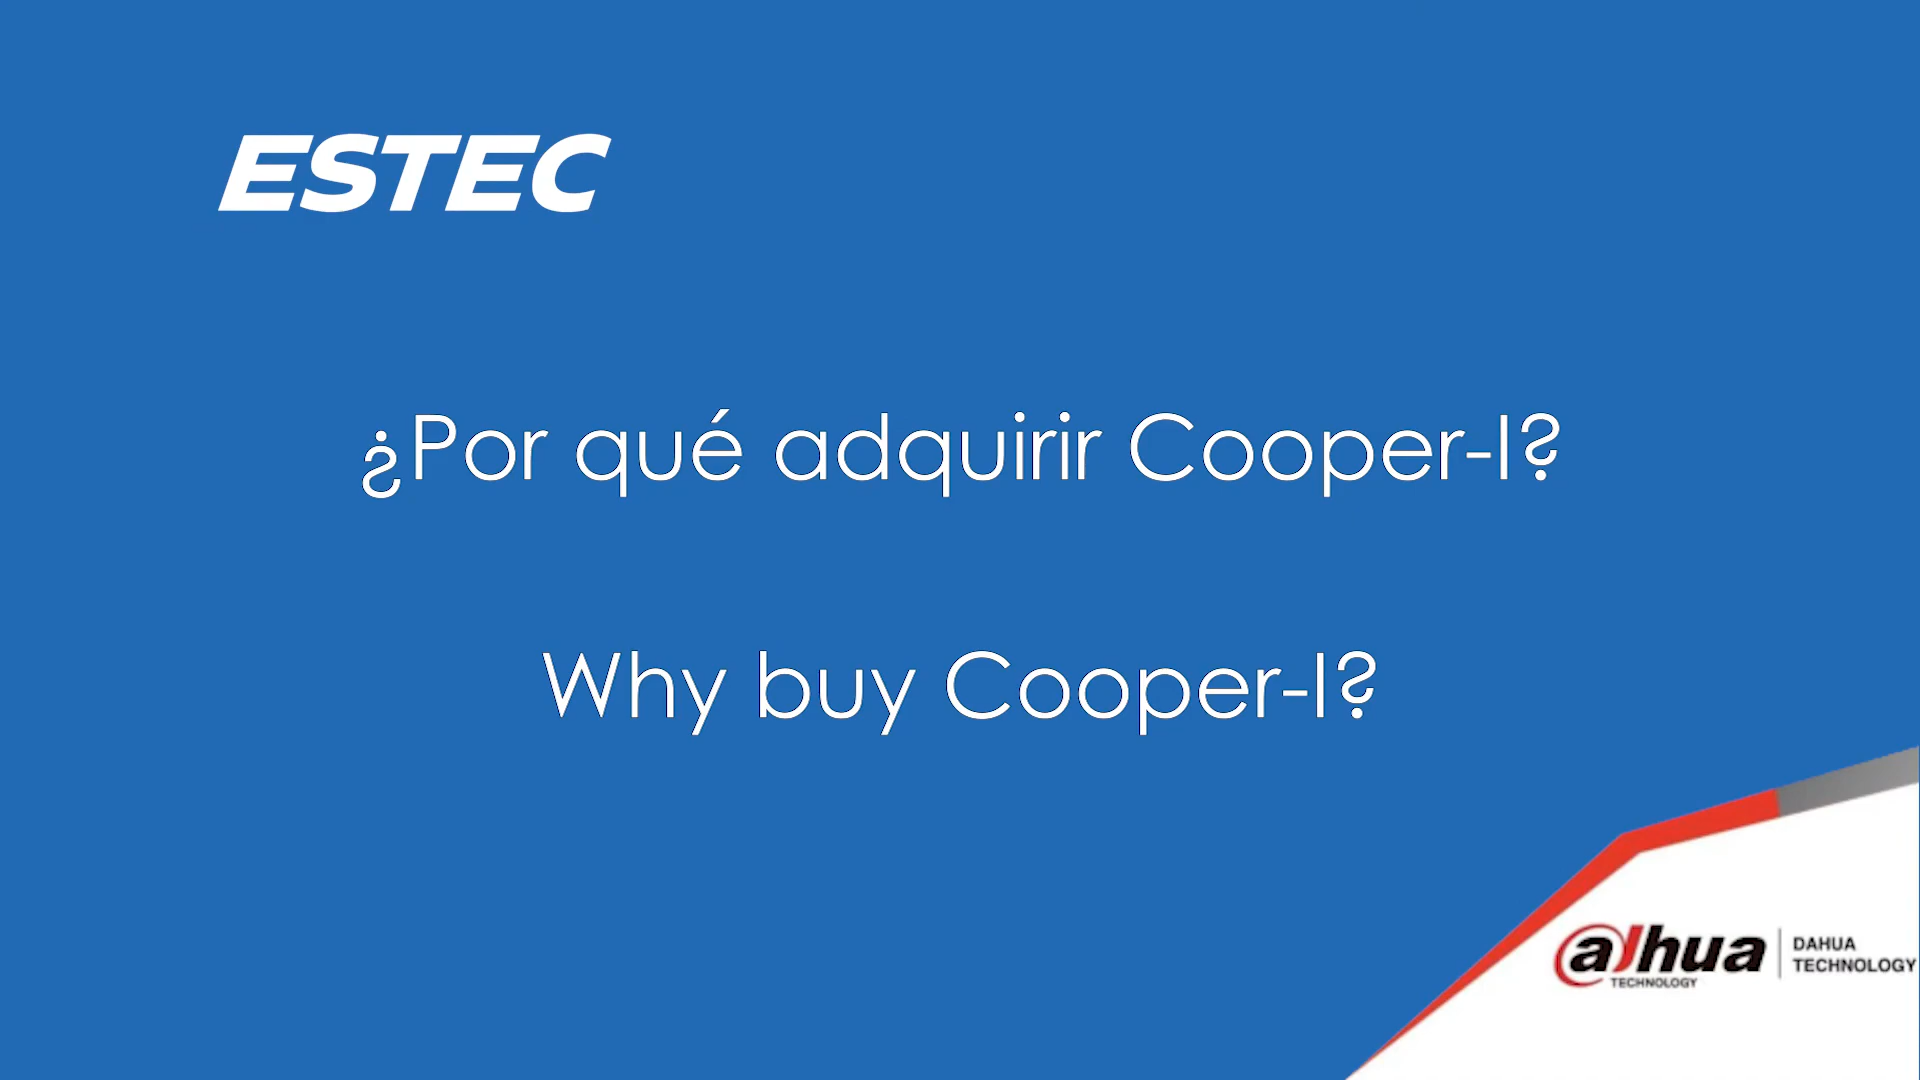 ESTEC
¿Por qué adquirir Cooper-I?
Why buy Cooper-I?
alhua
TECHNOLOGY
DAHUA
TECHNOLOGY